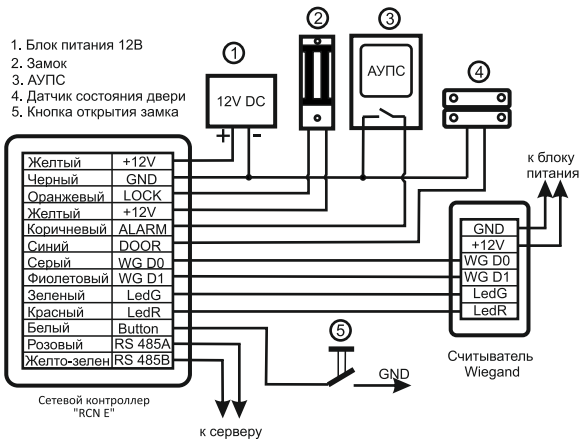 1. Блок питания 12В
2. Замок
3. АУПС
4. Датчик состояния двери
5. Кнопка открытия замка
1
2
3
4
12V DC
+ -
АУПС
к блоку
питания
Желтый +12V
Черный GND
Оранжевый LOCK
Желтый +12V
Коричневый ALARM
Синий DOOR
Серый WG D0
Фиолетовый WG D1
Зеленый LedG
Красный LedR
Белый Button
Розовый RS 485A
Желто-зелен RS 485B
GND
+12V
WG D0
WG D1
LedG
LedR
5
GND
Считыватель
Wiegand
Сетевой контроллер
"RCN E"
к серверу